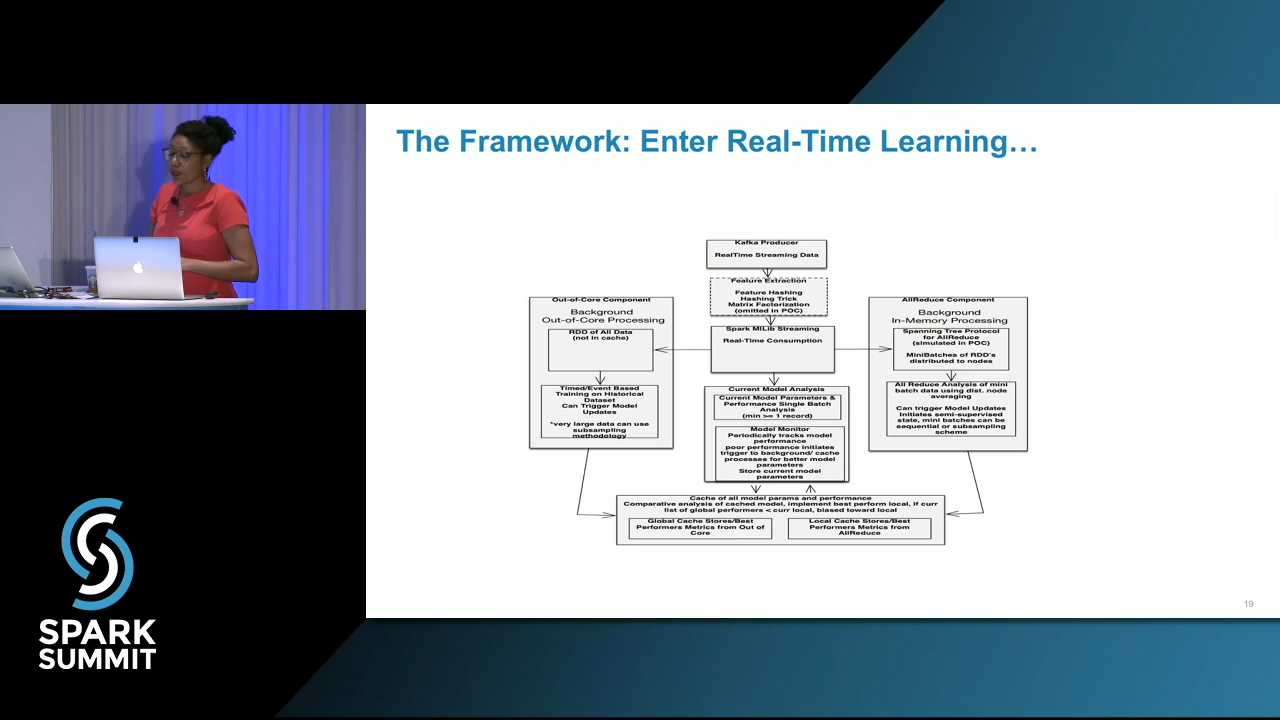 The Framework: Enter Real-Time Learning…
Kafka Producer
RealTime Streaming Data
Feature Extraction
Feature Hashing
Hashing Trick
Matrix Factorization
(omitted in POC)
Out-of-Core Component
Background
Out-of-Core Processing
RDD of All Data
(not in cache)
Timed/Event Based
Training on Historical
Dataset
Can Trigger Model
Updates
*very large data can use
subsampling
methodology
Spark MLlib Streaming
Real-Time Consumption
Current Model Analysis
Current Model Parameters &
Performance Single Batch
Analysis
(min >= 1 record)
Model Monitor
Periodically tracks model
performance
poor performance initiates
trigger to background/ cache
processes for better model
parameters
Store current model
parameters
AllReduce Component
Background
In-Memory Processing
Spanning Tree Protocol
for AllReduce
(simulated in POC)
MiniBatches of RDD's
distributed to nodes
All Reduce Analysis of mini
batch data using dist. node
averaging
Can trigger Model Updates
Initiates semi-supervised
state, mini batches can be
sequential or subsampling
scheme
Cache of all model params and performance
Comparative analysis of cached model, implement best perform local, if curr
list of global performers < curr local, biased toward local
Global Cache Stores/Best
Performers Metrics from Out of
Core
Local Cache Stores/Best
Performers Metrics from
AllReduce
19
SPARK
SUMMIT